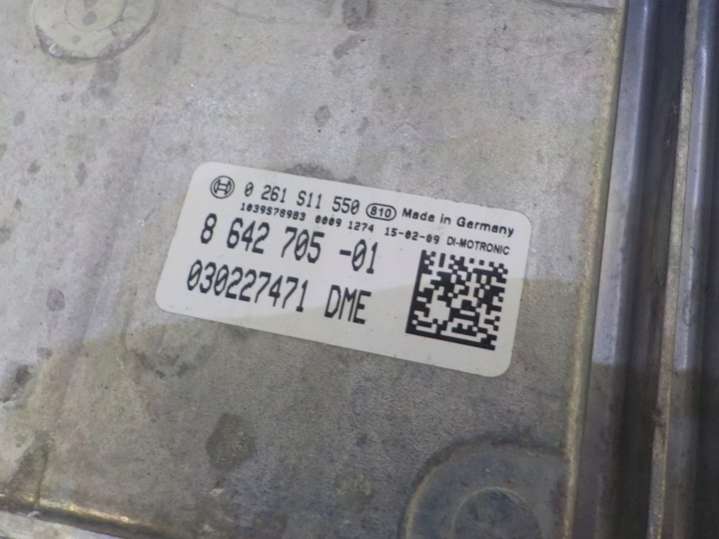 0 261 S11 550 810 Made in Germany
1039S78983 0009 1274 15-02-09 DI-MOTRONIC
8 642 705 -01
030227471 DME